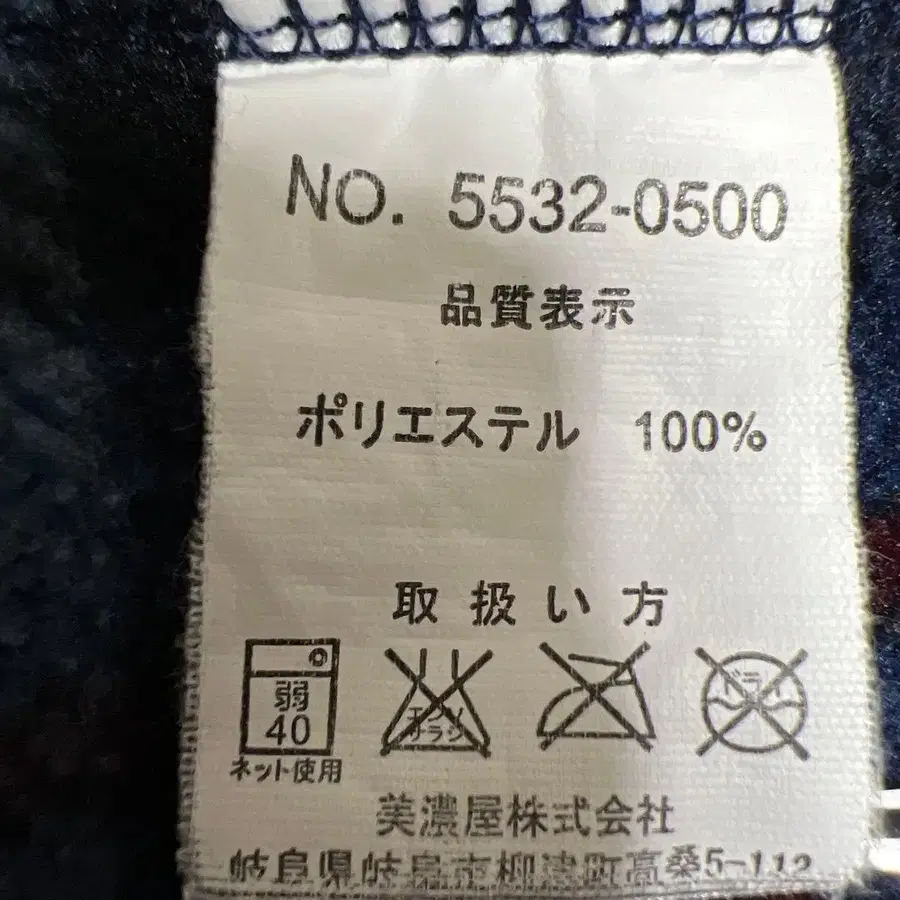 NO. 5532-0500
品質表示
ポリエステル 100%
取扱い方
弱
40
エンソ
サラシ
ドライ
ネット使用
美濃屋株式会社
岐阜県岐阜市柳津町高桑5-112